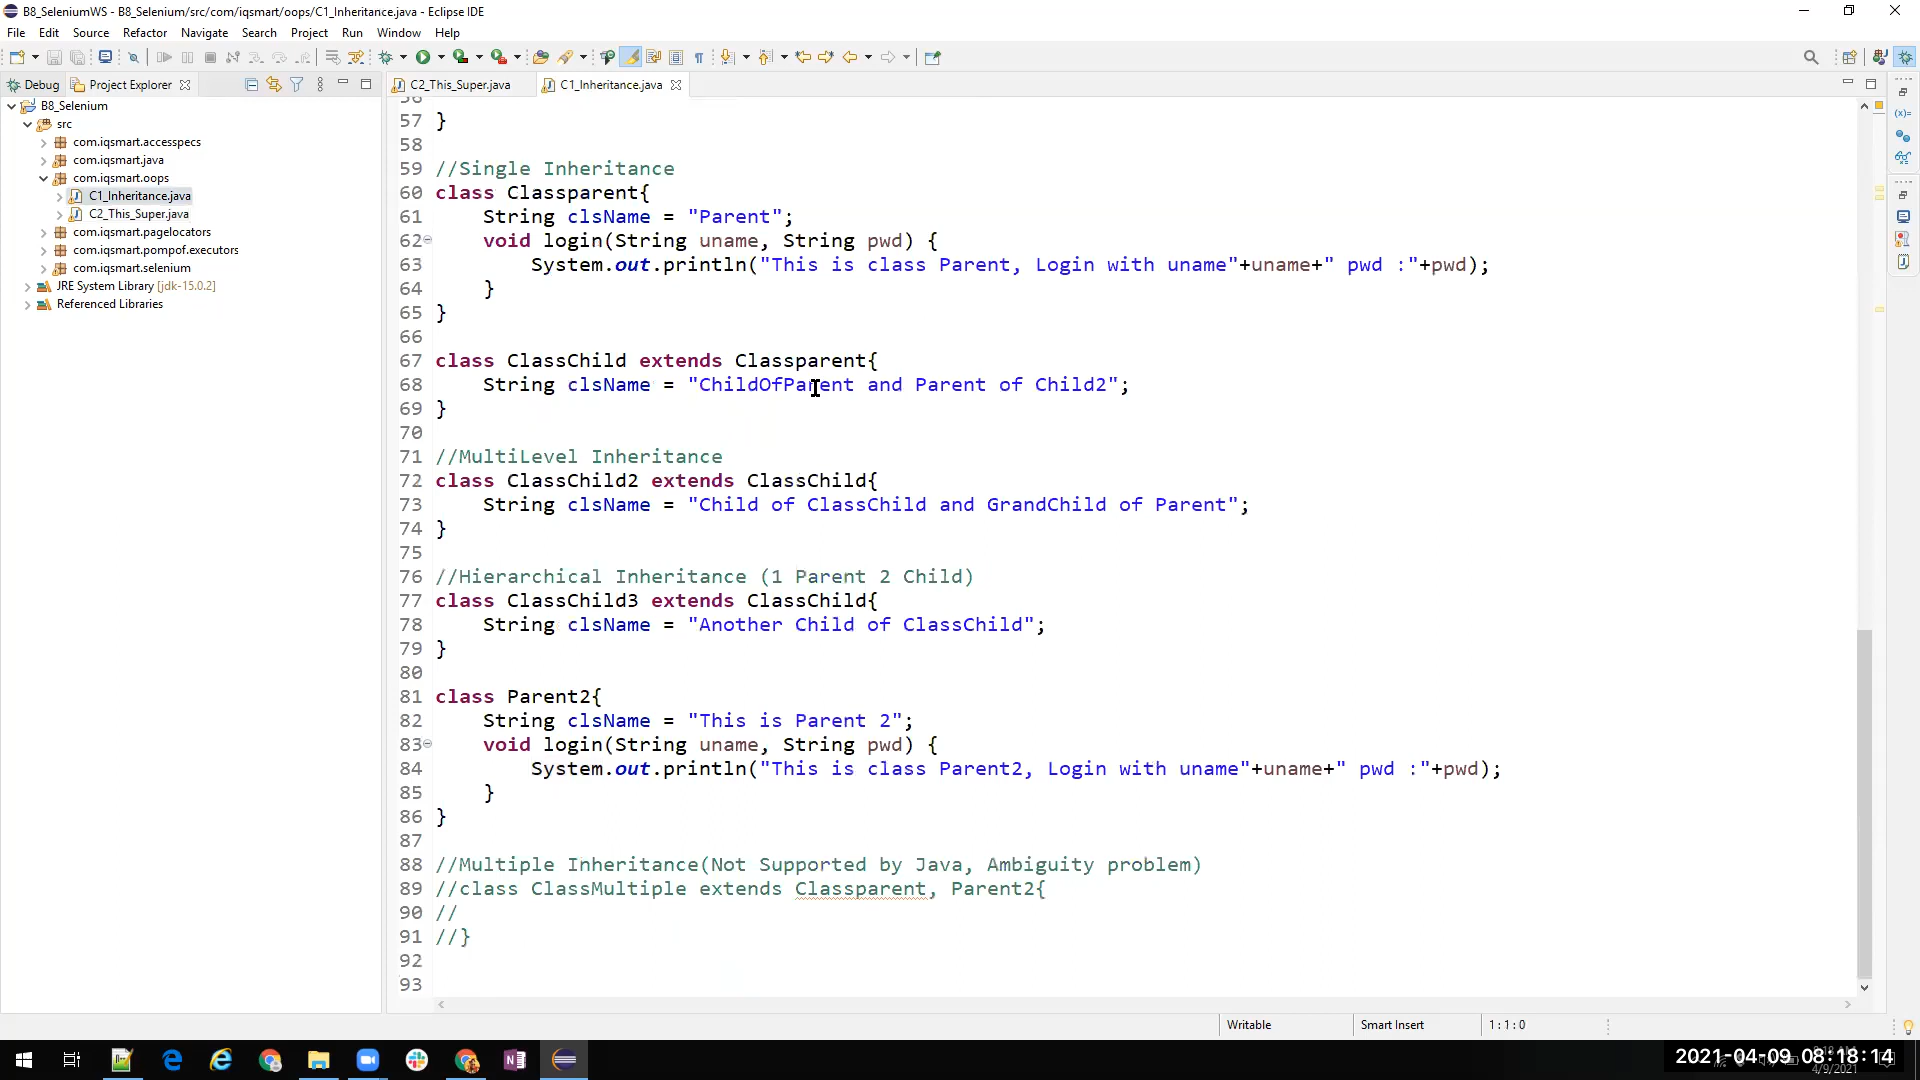 B8_SeleniumWS - B8_Selenium/src/com/iqsmart/oops/C1_Inheritance.java - Eclipse IDE
File Edit Source Refactor Navigate Search Project Run Window Help
Debug Project Explorer
C2_This_Super.java C1_Inheritance.java
B8_Selenium
src
com.iqsmart.accesspecs
com.iqsmart.java
com.iqsmart.oops
C1_Inheritance.java
C2_This_Super.java
com.iqsmart.pagelocators
com.iqsmart.pompof.executors
com.iqsmart.selenium
JRE System Library [jdk-15.0.2]
Referenced Libraries
56
57 }
58
59 //Single Inheritance
60 class Classparent{
61 String clsName = "Parent";
62 void login(String uname, String pwd) {
63 System.out.println("This is class Parent, Login with uname"+uname+" pwd :"+pwd);
64 }
65 }
66
67 class ClassChild extends Classparent{
68 String clsName = "ChildOfParent and Parent of Child2";
69 }
70
71 //MultiLevel Inheritance
72 class ClassChild2 extends ClassChild{
73 String clsName = "Child of ClassChild and GrandChild of Parent";
74 }
75
76 //Hierarchical Inheritance (1 Parent 2 Child)
77 class ClassChild3 extends ClassChild{
78 String clsName = "Another Child of ClassChild";
79 }
80
81 class Parent2{
82 String clsName = "This is Parent 2";
83 void login(String uname, String pwd) {
84 System.out.println("This is class Parent2, Login with uname"+uname+" pwd :"+pwd);
85 }
86 }
87
88 //Multiple Inheritance(Not Supported by Java, Ambiguity problem)
89 //class ClassMultiple extends Classparent, Parent2{
90 //
91 //}
92
93
Writable Smart Insert 1 : 1 : 0
2021-04-09 08:18:14
4/9/2021